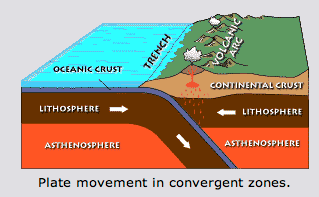 TRENCH
VOLCANIC
ARC
OCEANIC CRUST
CONTINENTAL CRUST
LITHOSPHERE
LITHOSPHERE
ASTHENOSPHERE
ASTHENOSPHERE
Plate movement in convergent zones.